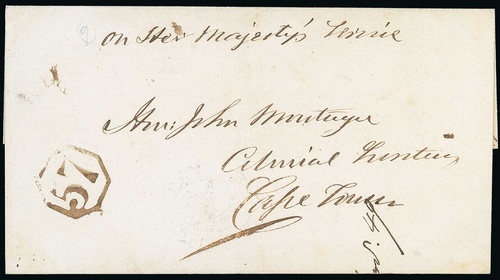 On Her Majesty's Service
Hon: John Montagu
Colonial Secretary
Cape Town
57